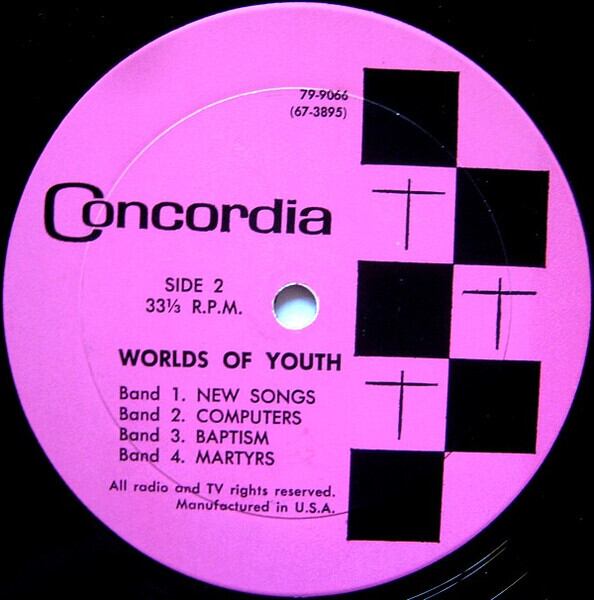 79-9066
(67-3895)
Concordia
SIDE 2
33⅓ R.P.M.
WORLDS OF YOUTH
Band 1. NEW SONGS
Band 2. COMPUTERS
Band 3. BAPTISM
Band 4. MARTYRS
All radio and TV rights reserved.
Manufactured in U.S.A.